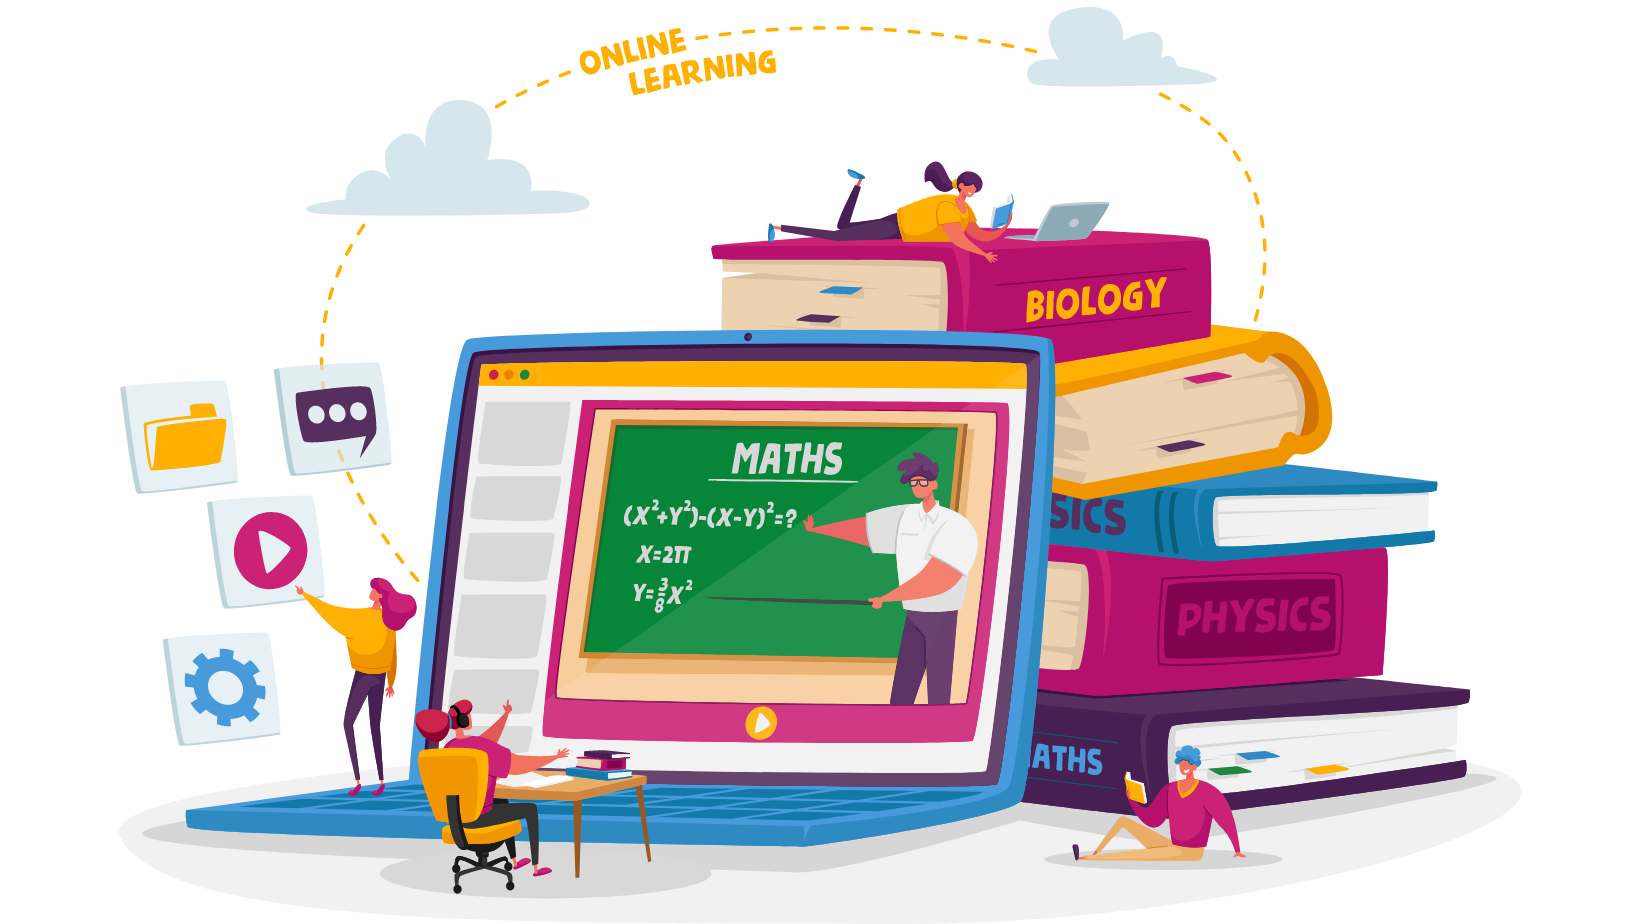 ONLINE
LEARNING
BIOLOGY
MATHS
(X²+Y²)-(X-Y)²=?
X=2π
Y=3/8X²
SICS
PHYSICS
ATHS